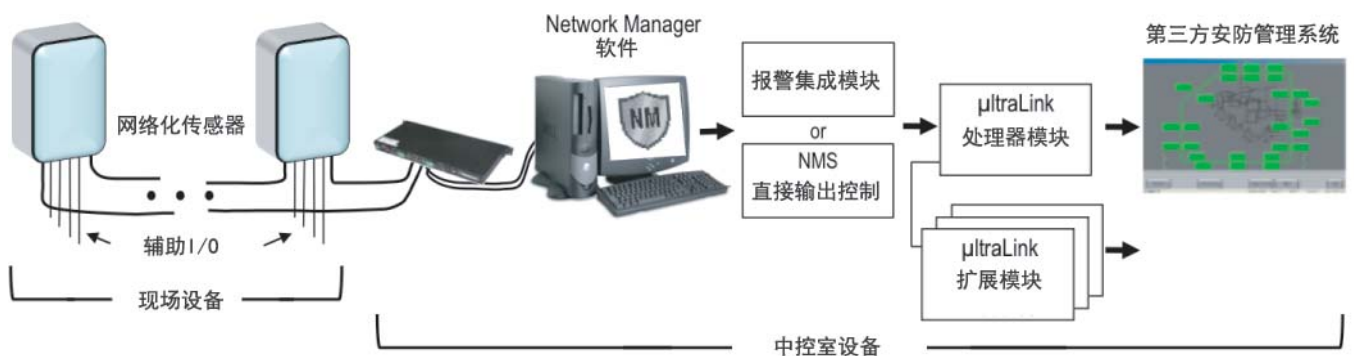 网络化传感器
辅助I/O
现场设备
Network Manager
软件
NM
报警集成模块
or
NMS
直接输出控制
µltraLink
处理器模块
µltraLink
扩展模块
第三方安防管理系统
中控室设备